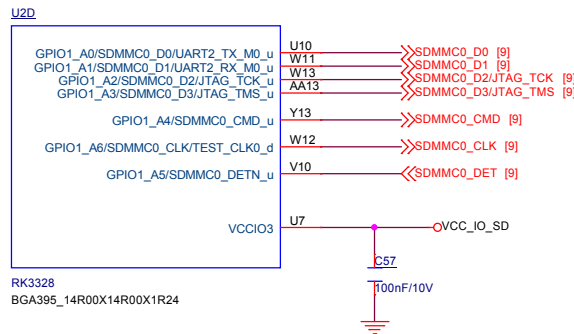 U2D
GPIO1_A0/SDMMC0_D0/UART2_TX_M0_u U10 SDMMC0_D0 [9]
GPIO1_A1/SDMMC0_D1/UART2_RX_M0_u W11 SDMMC0_D1 [9]
GPIO1_A2/SDMMC0_D2/JTAG_TCK_u W13 SDMMC0_D2/JTAG_TCK [9]
GPIO1_A3/SDMMC0_D3/JTAG_TMS_u AA13 SDMMC0_D3/JTAG_TMS [9]
GPIO1_A4/SDMMC0_CMD_u Y13 SDMMC0_CMD [9]
GPIO1_A6/SDMMC0_CLK/TEST_CLK0_d W12 SDMMC0_CLK [9]
GPIO1_A5/SDMMC0_DETN_u V10 SDMMC0_DET [9]
VCCIO3 U7 VCC_IO_SD
C57
RK3328 100nF/10V
BGA395_14R00X14R00X1R24